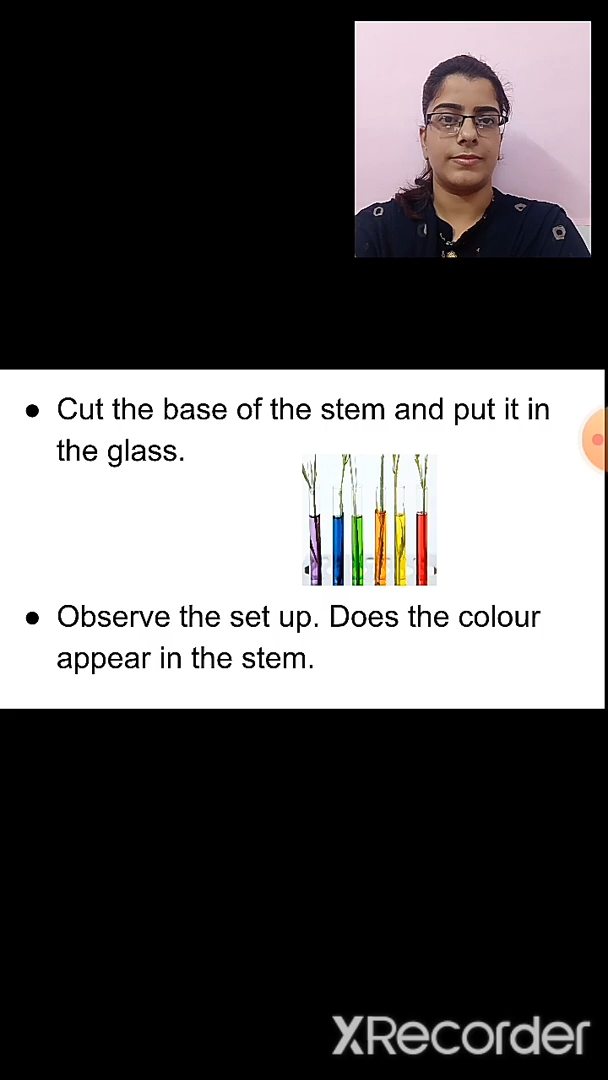 ● Cut the base of the stem and put it in
the glass.
● Observe the set up. Does the colour
appear in the stem.
XRecorder